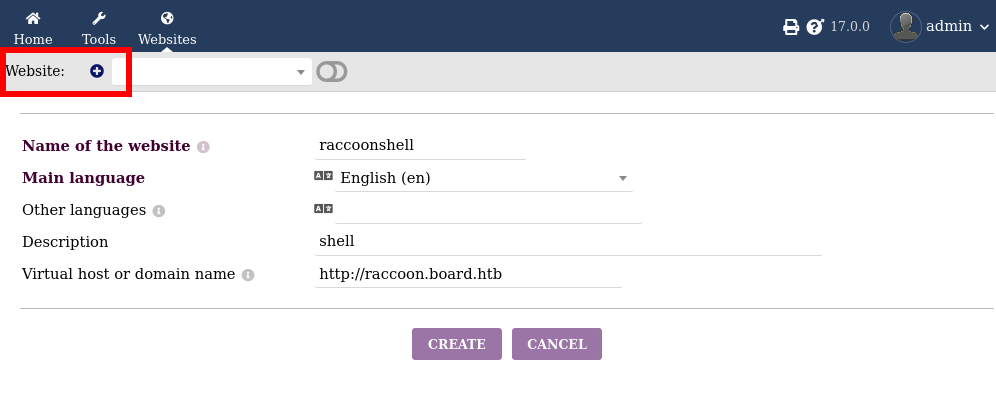 Home Tools Websites 17.0.0 admin
Website:
Name of the website raccoonshell
Main language English (en)
Other languages
Description shell
Virtual host or domain name http://raccoon.board.htb
CREATE CANCEL